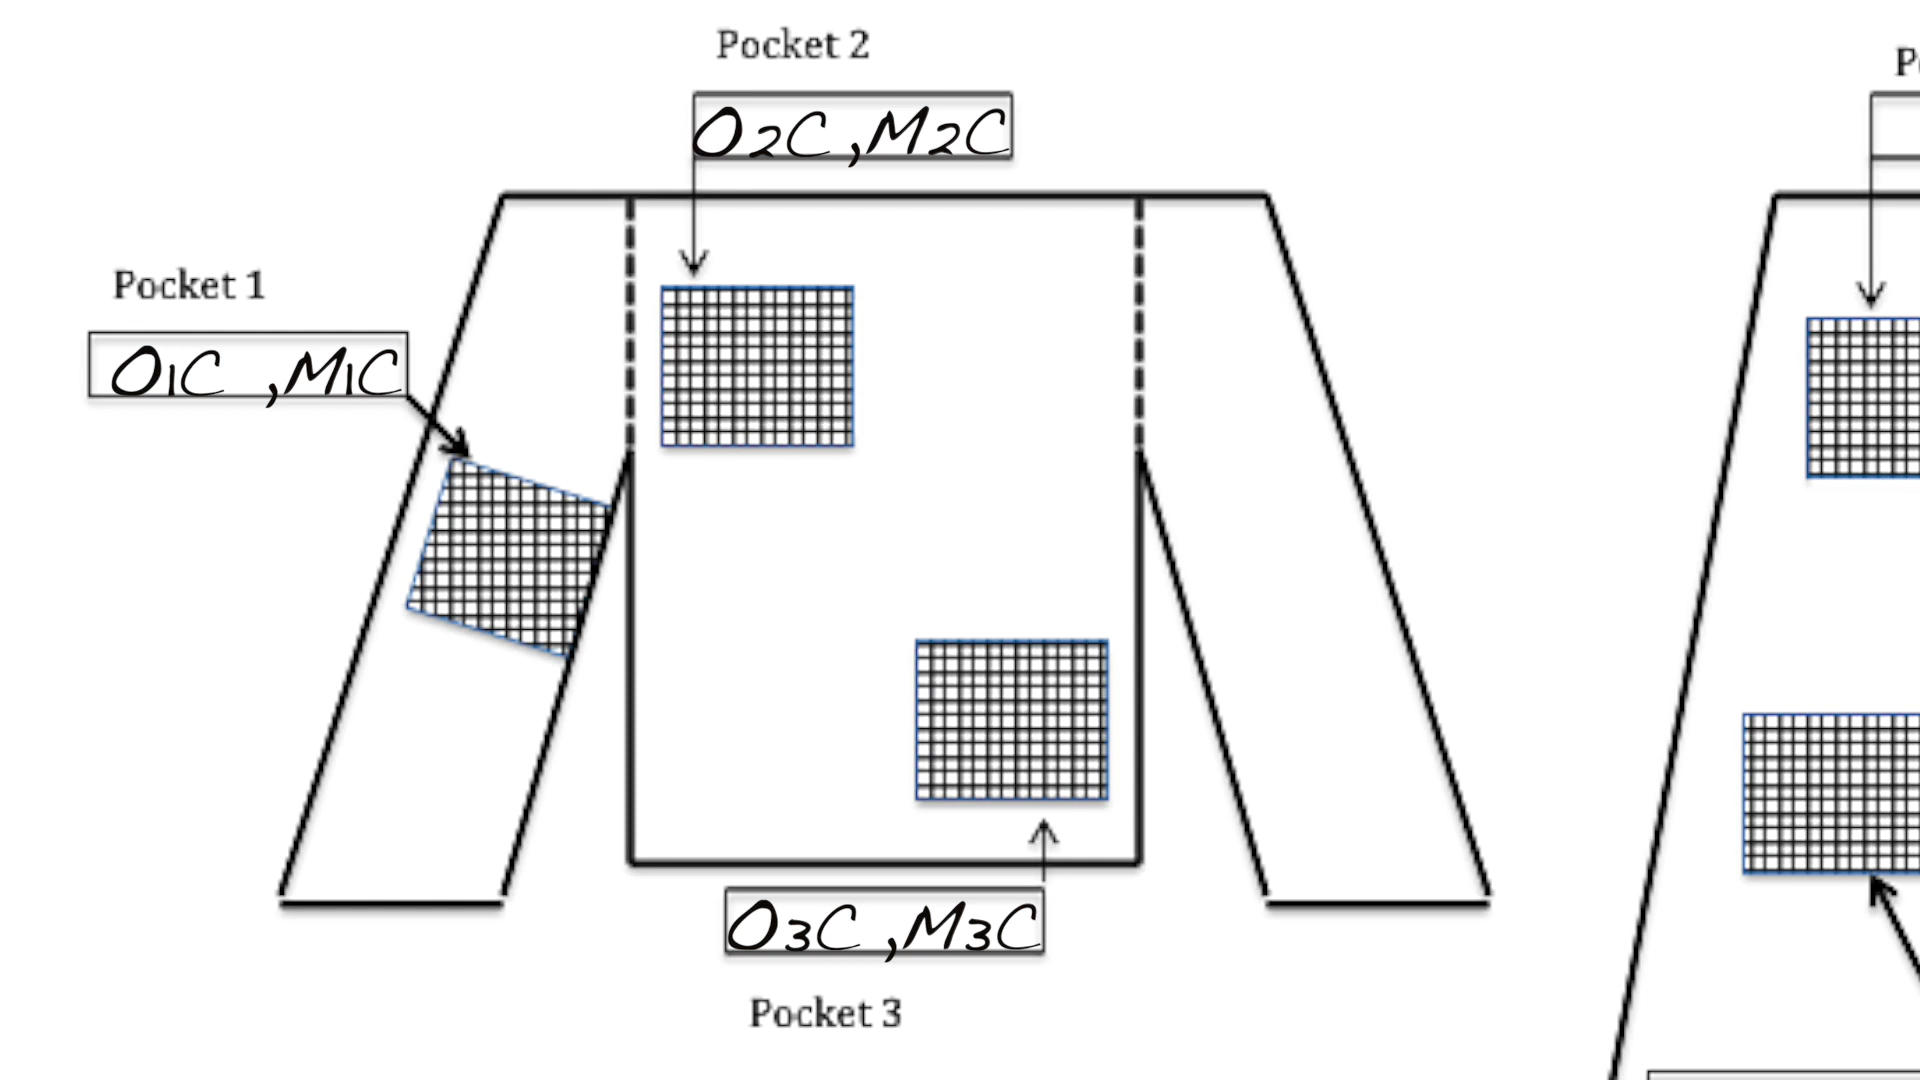 Pocket 2
O2C ,M2C
Pocket 1
O1C ,M1C
O3C ,M3C
Pocket 3